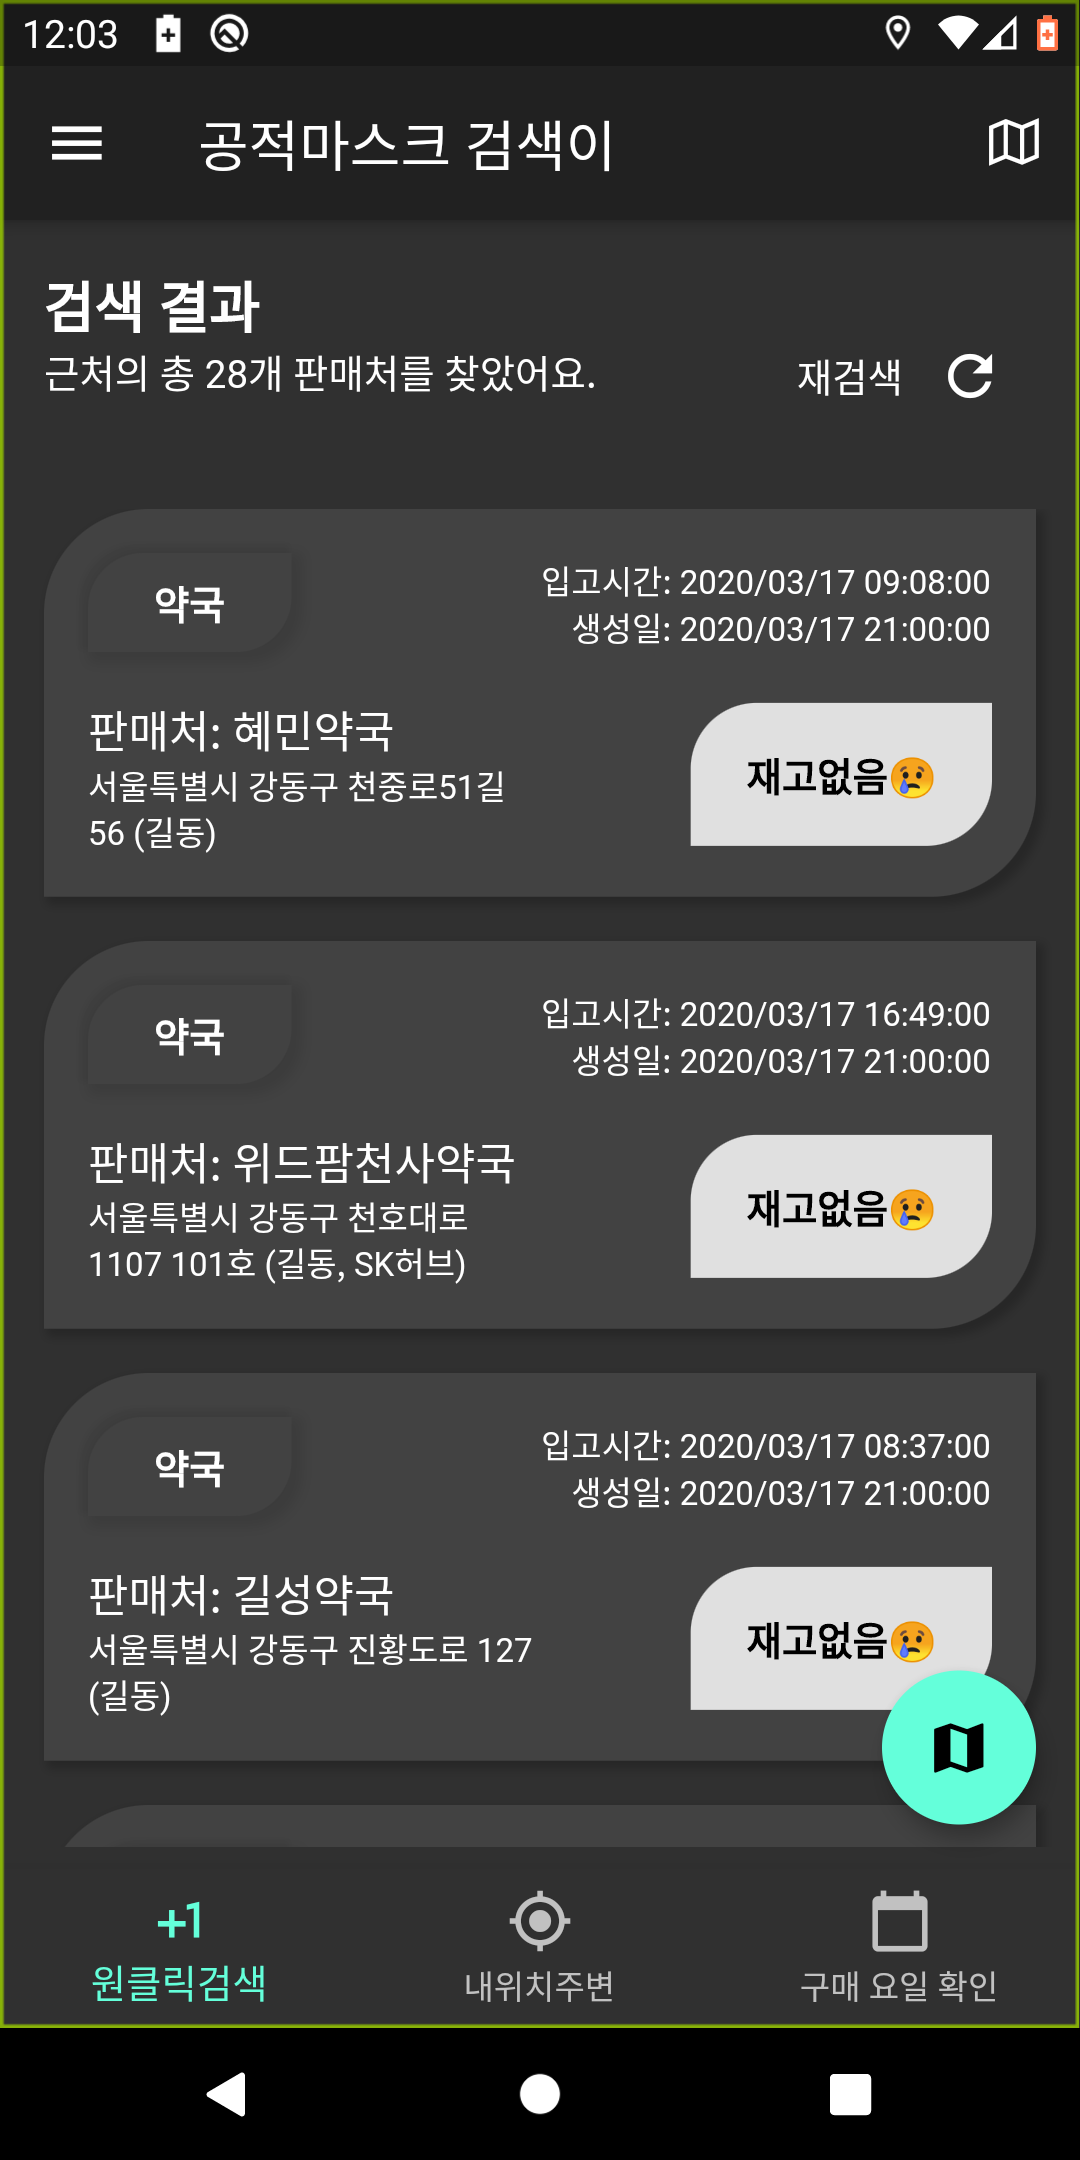 12:03
공적마스크 검색이
검색 결과
근처의 총 28개 판매처를 찾았어요.
재검색
약국
입고시간: 2020/03/17 09:08:00
생성일: 2020/03/17 21:00:00
판매처: 혜민약국
서울특별시 강동구 천중로51길
56 (길동)
재고없음😢
약국
입고시간: 2020/03/17 16:49:00
생성일: 2020/03/17 21:00:00
판매처: 위드팜천사약국
서울특별시 강동구 천호대로
1107 101호 (길동, SK허브)
재고없음😢
약국
입고시간: 2020/03/17 08:37:00
생성일: 2020/03/17 21:00:00
판매처: 길성약국
서울특별시 강동구 진황도로 127
(길동)
재고없음😢
+1
원클릭검색
내위치주변
구매 요일 확인